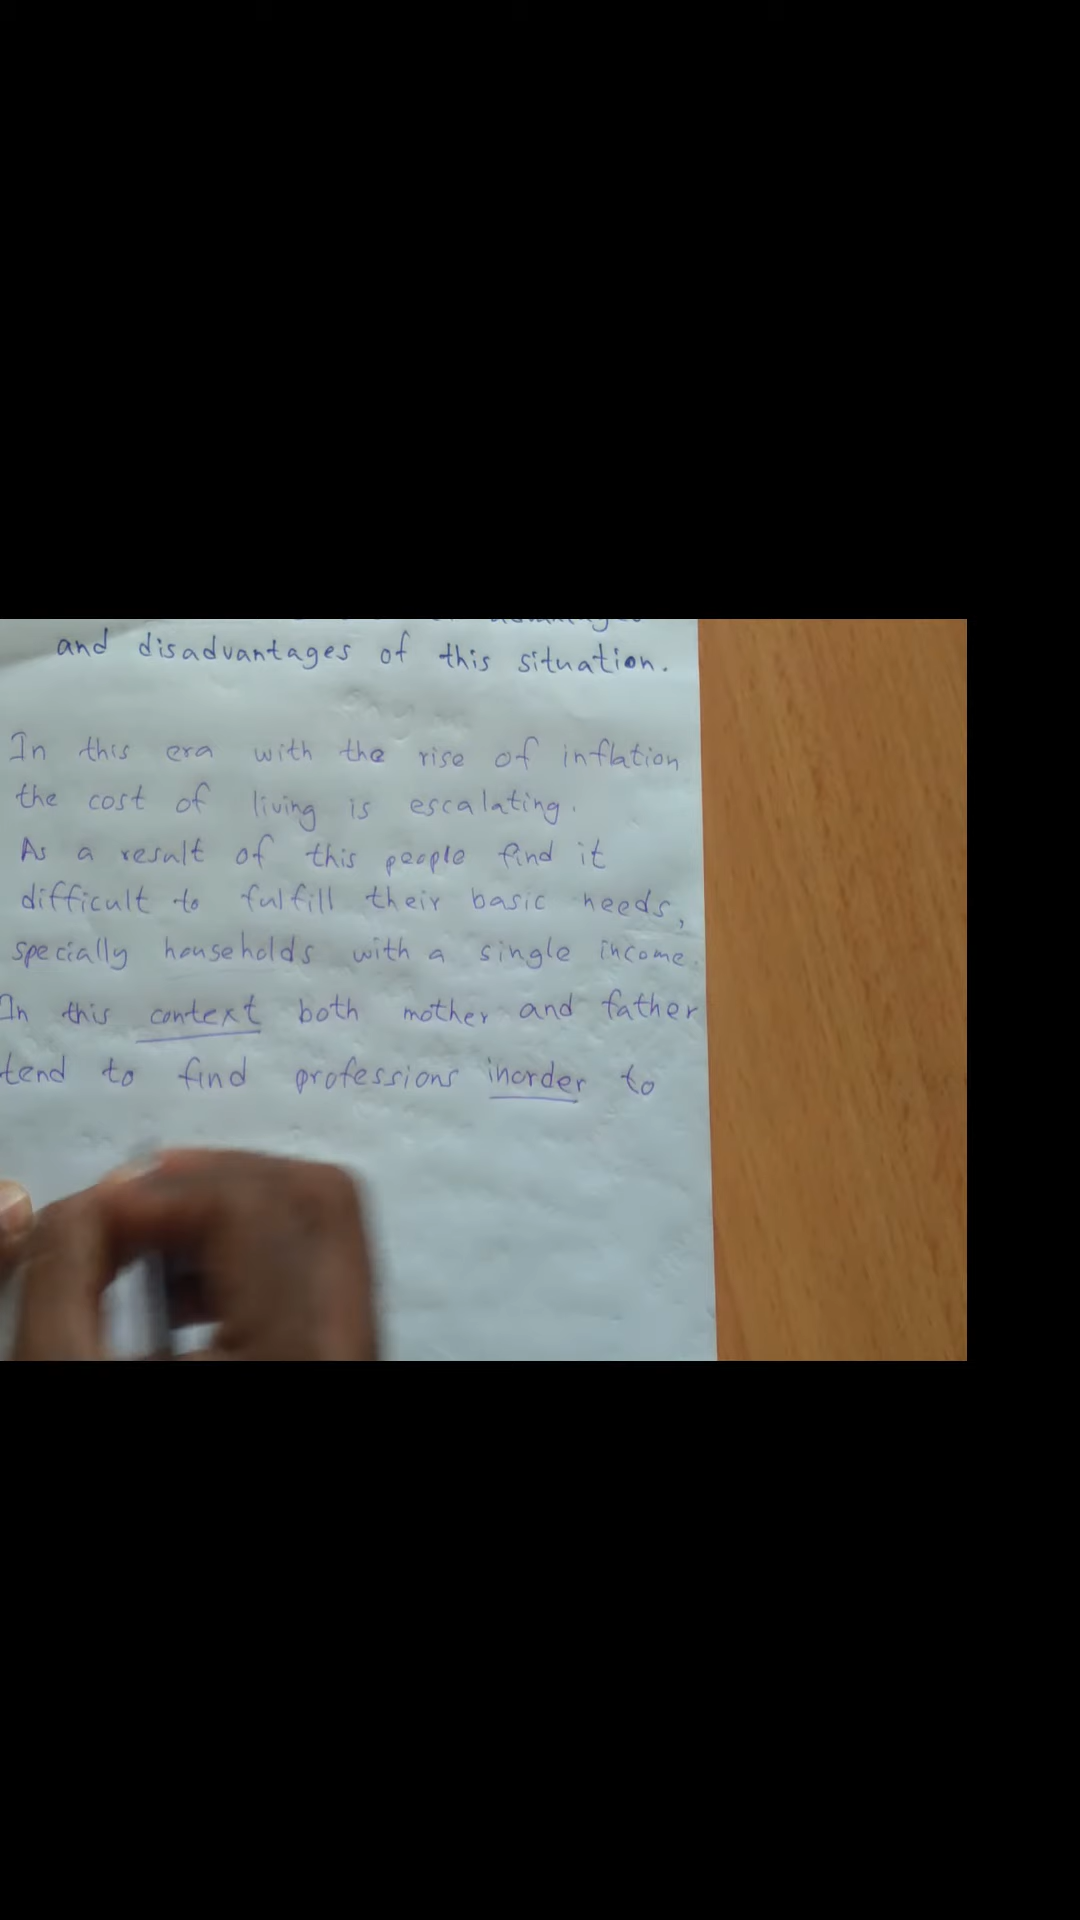 and disadvantages of this situation.
In this era with the rise of inflation
the cost of living is escalating.
As a result of this people find it
difficult to fulfill their basic needs,
specially households with a single income.
In this context both mother and father
tend to find professions inorder to